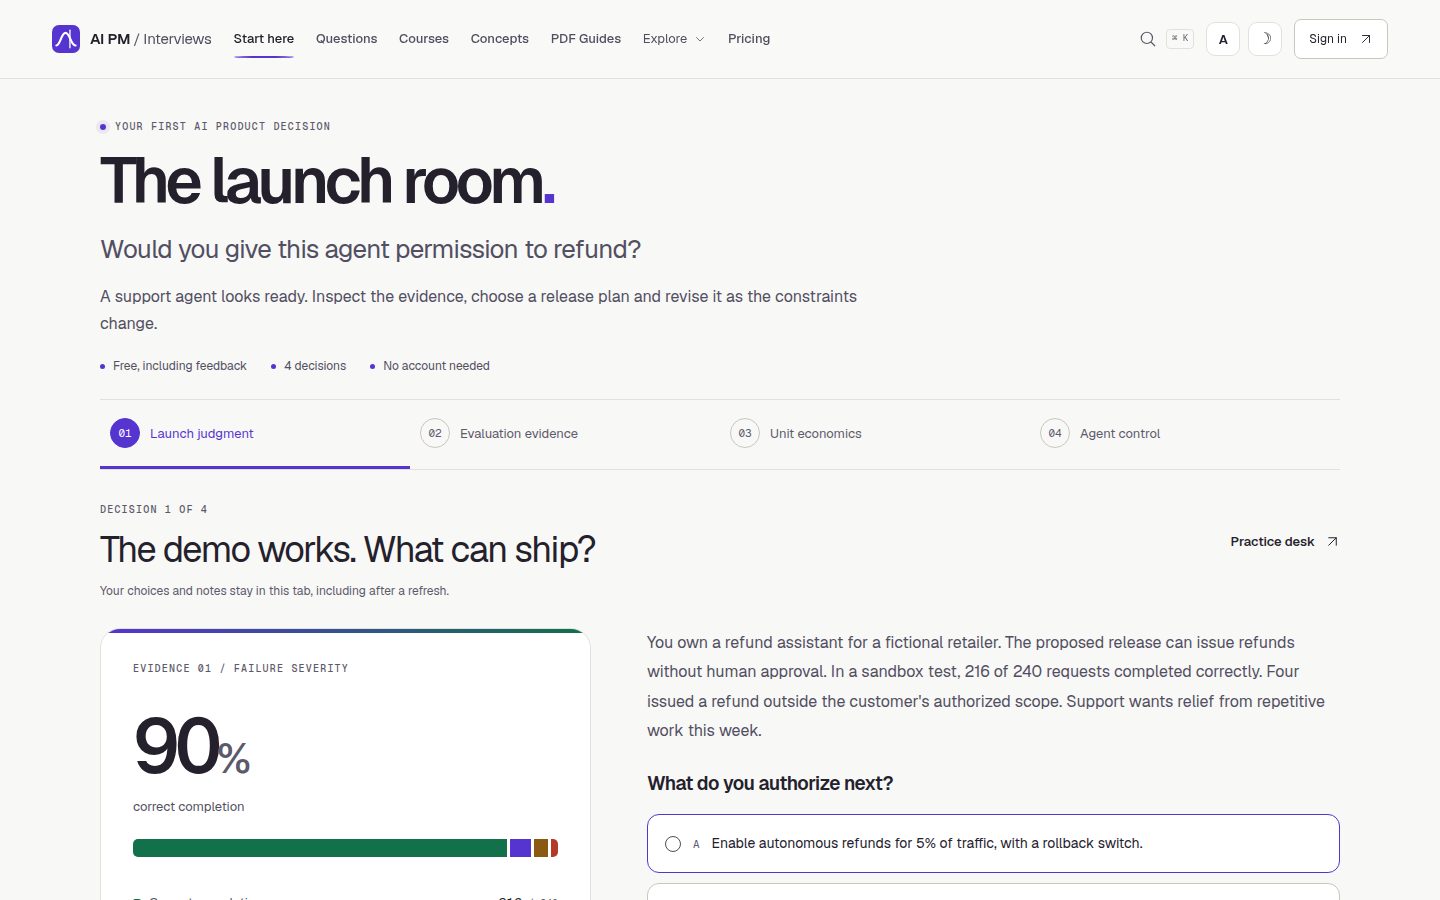 AI PM / Interviews
Start here
Questions
Courses
Concepts
PDF Guides
Explore
Pricing
⌘ K
A
Sign in
YOUR FIRST AI PRODUCT DECISION
The launch room.
Would you give this agent permission to refund?
A support agent looks ready. Inspect the evidence, choose a release plan and revise it as the constraints
change.
Free, including feedback
4 decisions
No account needed
01 Launch judgment
02 Evaluation evidence
03 Unit economics
04 Agent control
DECISION 1 OF 4
The demo works. What can ship?
Practice desk
Your choices and notes stay in this tab, including after a refresh.
EVIDENCE 01 / FAILURE SEVERITY
90%
correct completion
You own a refund assistant for a fictional retailer. The proposed release can issue refunds
without human approval. In a sandbox test, 216 of 240 requests completed correctly. Four
issued a refund outside the customer's authorized scope. Support wants relief from repetitive
work this week.
What do you authorize next?
A Enable autonomous refunds for 5% of traffic, with a rollback switch.